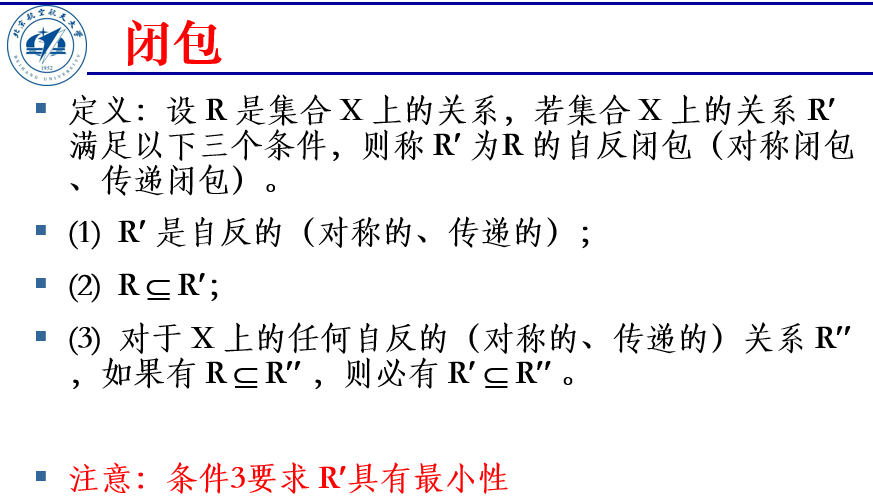 北京航空航天大学
BEIHANG UNIVERSITY
1952
闭包
▪ 定义：设 R 是集合 X 上的关系，若集合 X 上的关系 R′
满足以下三个条件，则称 R′ 为R 的自反闭包（对称闭包
、传递闭包）。
▪ (1) R′ 是自反的（对称的、传递的）；
▪ (2) R ⊆ R′;
▪ (3) 对于 X 上的任何自反的（对称的、传递的）关系 R″
，如果有 R ⊆ R″ ，则必有 R′ ⊆ R″ 。
▪ 注意：条件3要求 R′具有最小性